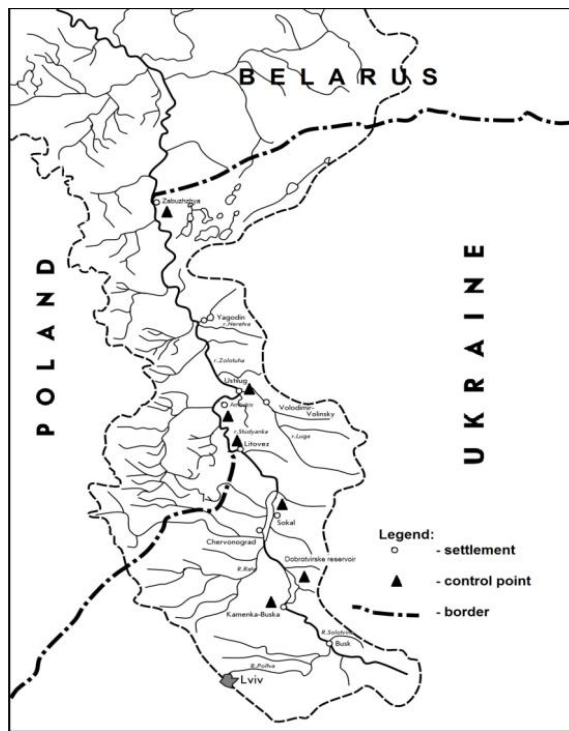 BELARUS
Zabuzhzhya
POLAND
UKRAINE
Yagodin
r.Neretva
r.Zolotuha
Ustilug
Volodimir-
Volinsky
r.Studyanka
r.Luga
Litovez
Sokal
Chervonograd
Dobrotvirske reservoir
R.Rata
Kamenka-Buska
Busk
R.Poltva
Lviv
Legend:
- settlement
- control point
- border